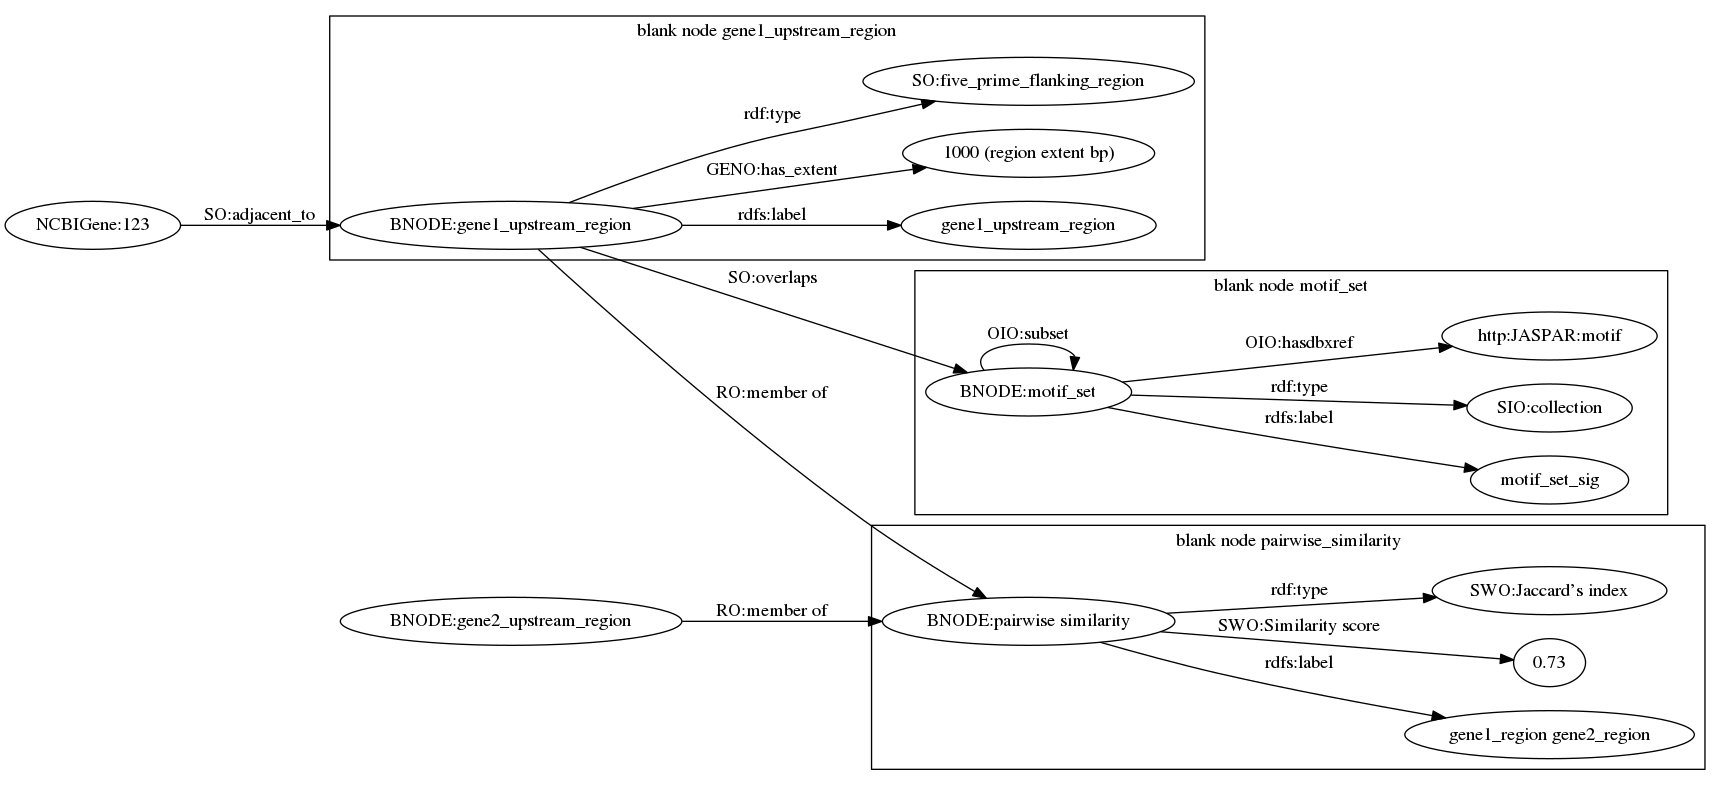 blank node gene1_upstream_region
SO:five_prime_flanking_region
rdf:type
1000 (region extent bp)
GENO:has_extent
NCBIGene:123
SO:adjacent_to
BNODE:gene1_upstream_region
rdfs:label
gene1_upstream_region
SO:overlaps
blank node motif_set
OIO:subset
OIO:hasdbxref
http:JASPAR:motif
BNODE:motif_set
rdf:type
SIO:collection
RO:member of
rdfs:label
motif_set_sig
blank node pairwise_similarity
rdf:type
SWO:Jaccard's index
BNODE:gene2_upstream_region
RO:member of
BNODE:pairwise similarity
SWO:Similarity score
0.73
rdfs:label
gene1_region gene2_region